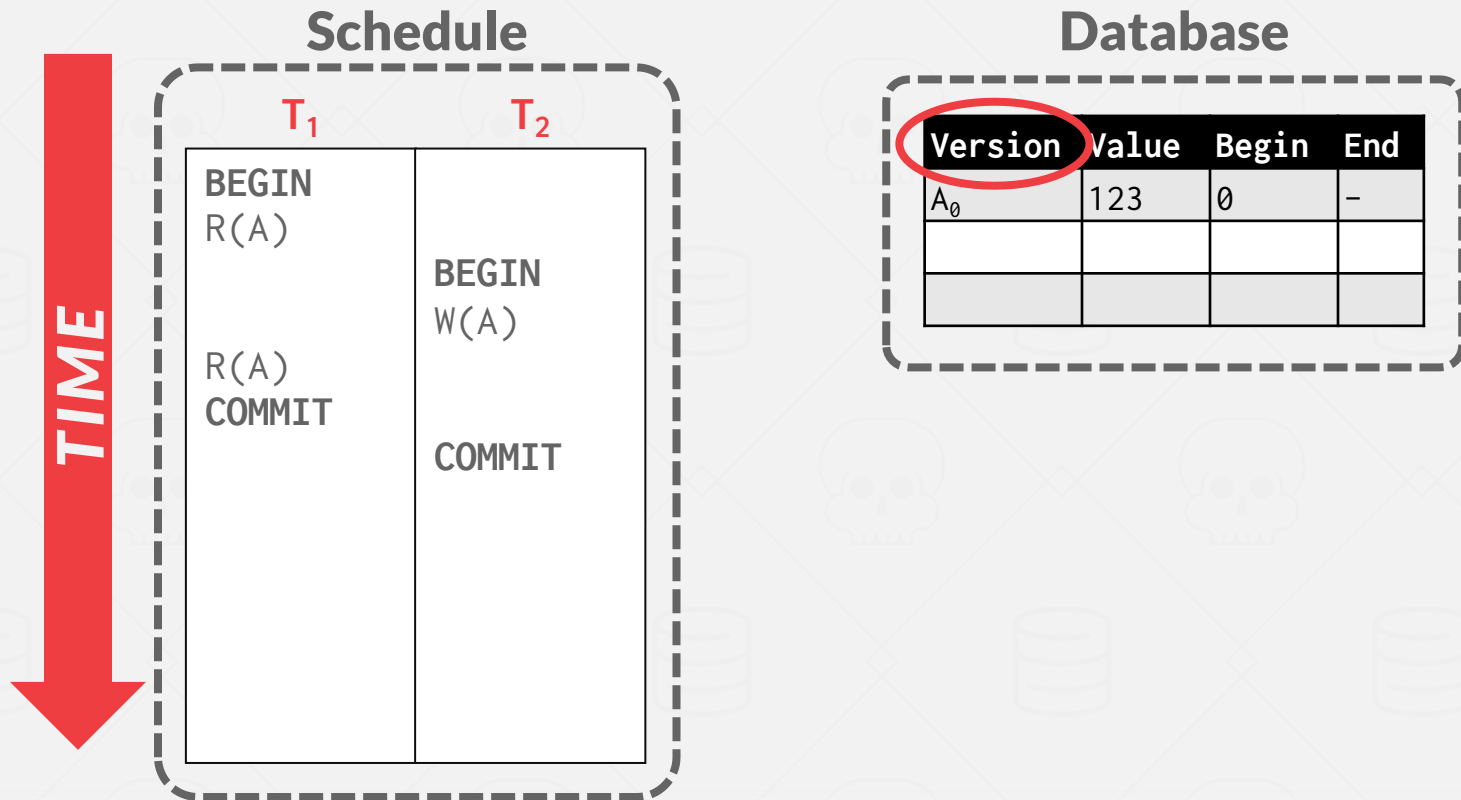 Schedule
TIME
T₁ T₂
BEGIN
R(A)
BEGIN
W(A)
R(A)
COMMIT
COMMIT
Database
Version Value Begin End
A₀ 123 0 –